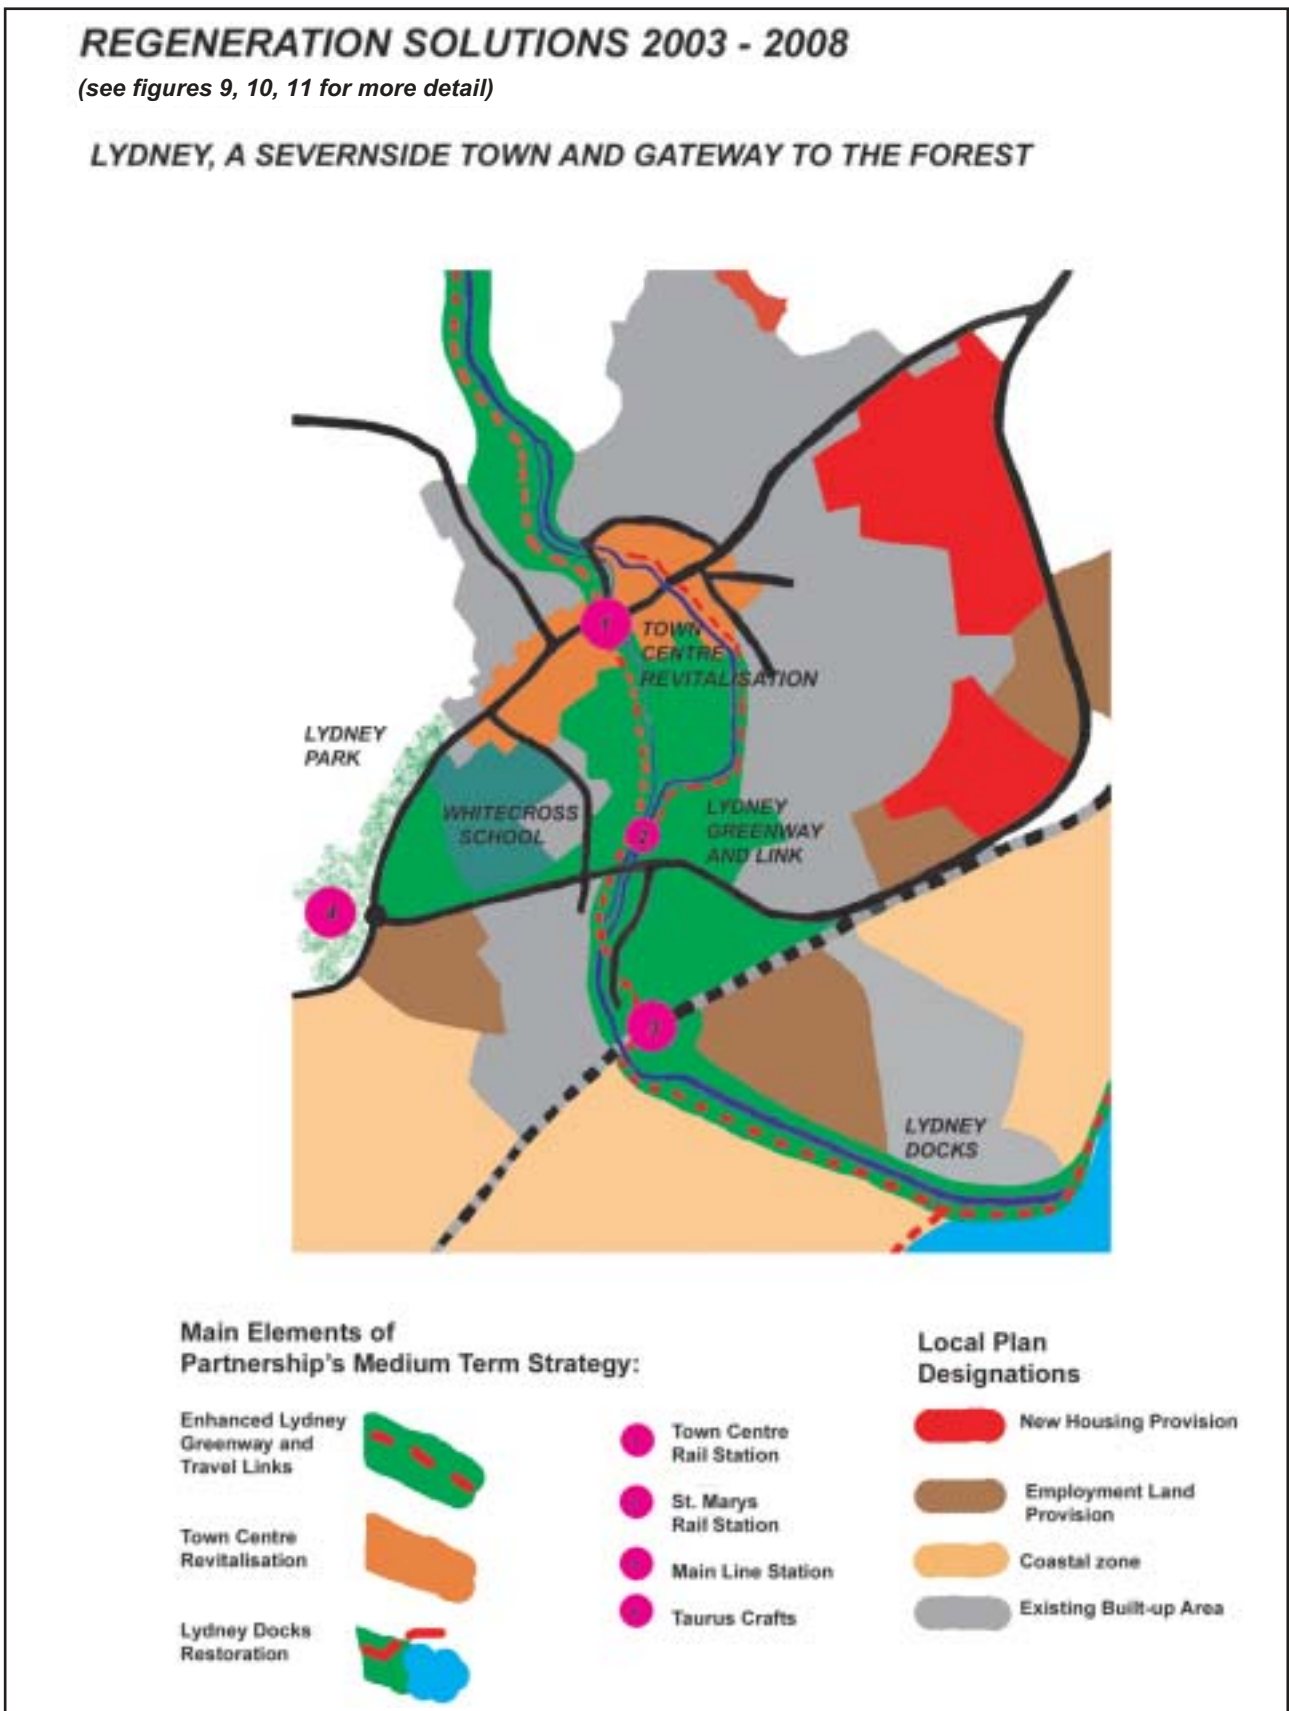 REGENERATION SOLUTIONS 2003 - 2008
(see figures 9, 10, 11 for more detail)
LYDNEY, A SEVERNSIDE TOWN AND GATEWAY TO THE FOREST
1
TOWN
CENTRE
REVITALISATION
LYDNEY
PARK
WHITECROSS
SCHOOL
2
LYDNEY
GREENWAY
AND LINK
4
3
LYDNEY
DOCKS
Main Elements of
Partnership's Medium Term Strategy:
Enhanced Lydney
Greenway and
Travel Links
Town Centre
Revitalisation
Lydney Docks
Restoration
Town Centre
Rail Station
St. Marys
Rail Station
Main Line Station
Taurus Crafts
Local Plan
Designations
New Housing Provision
Employment Land
Provision
Coastal zone
Existing Built-up Area